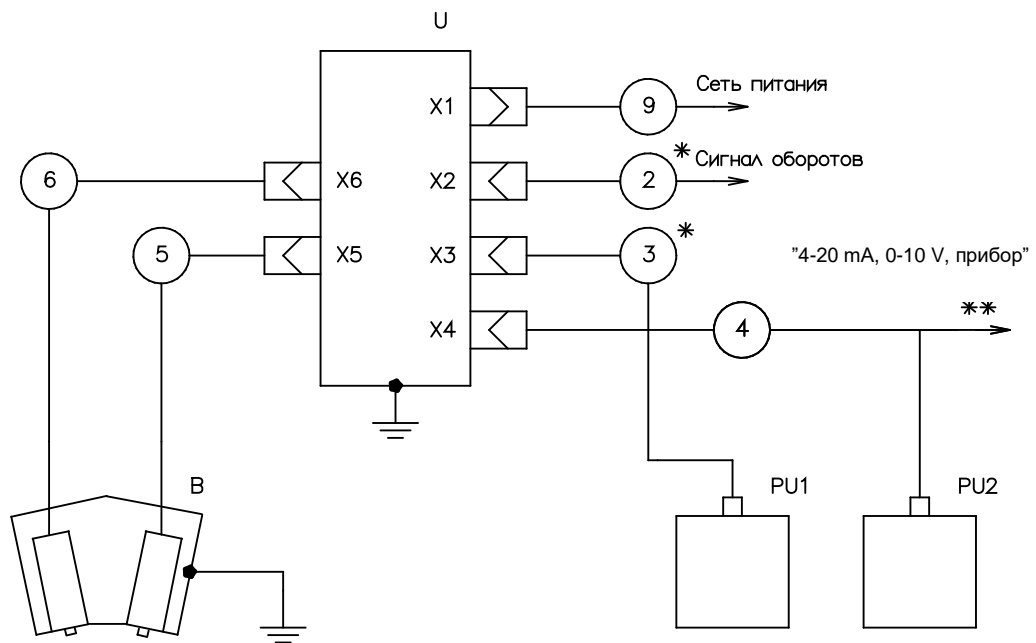 U
X1
9
Сеть питания
6
X6
X2
2
*
Сигнал оборотов
5
X5
X3
3
*
"4-20 mA, 0-10 V, прибор"
X4
4
**
B
PU1
PU2